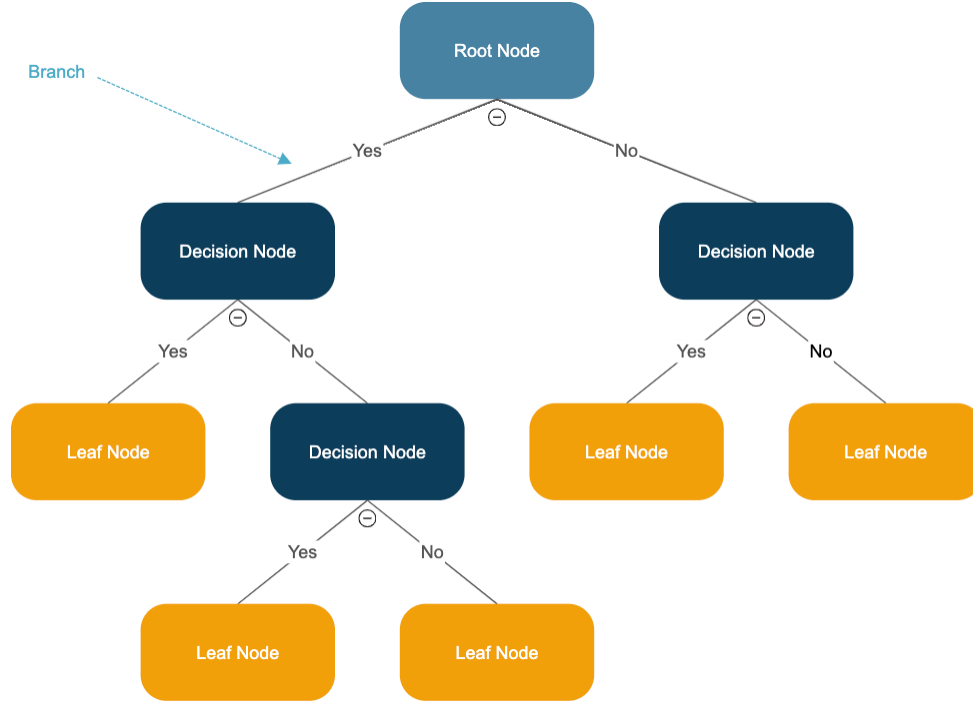 Root Node
Branch
Yes
No
Decision Node
Decision Node
Yes
No
Yes
No
Leaf Node
Decision Node
Leaf Node
Leaf Node
Yes
No
Leaf Node
Leaf Node